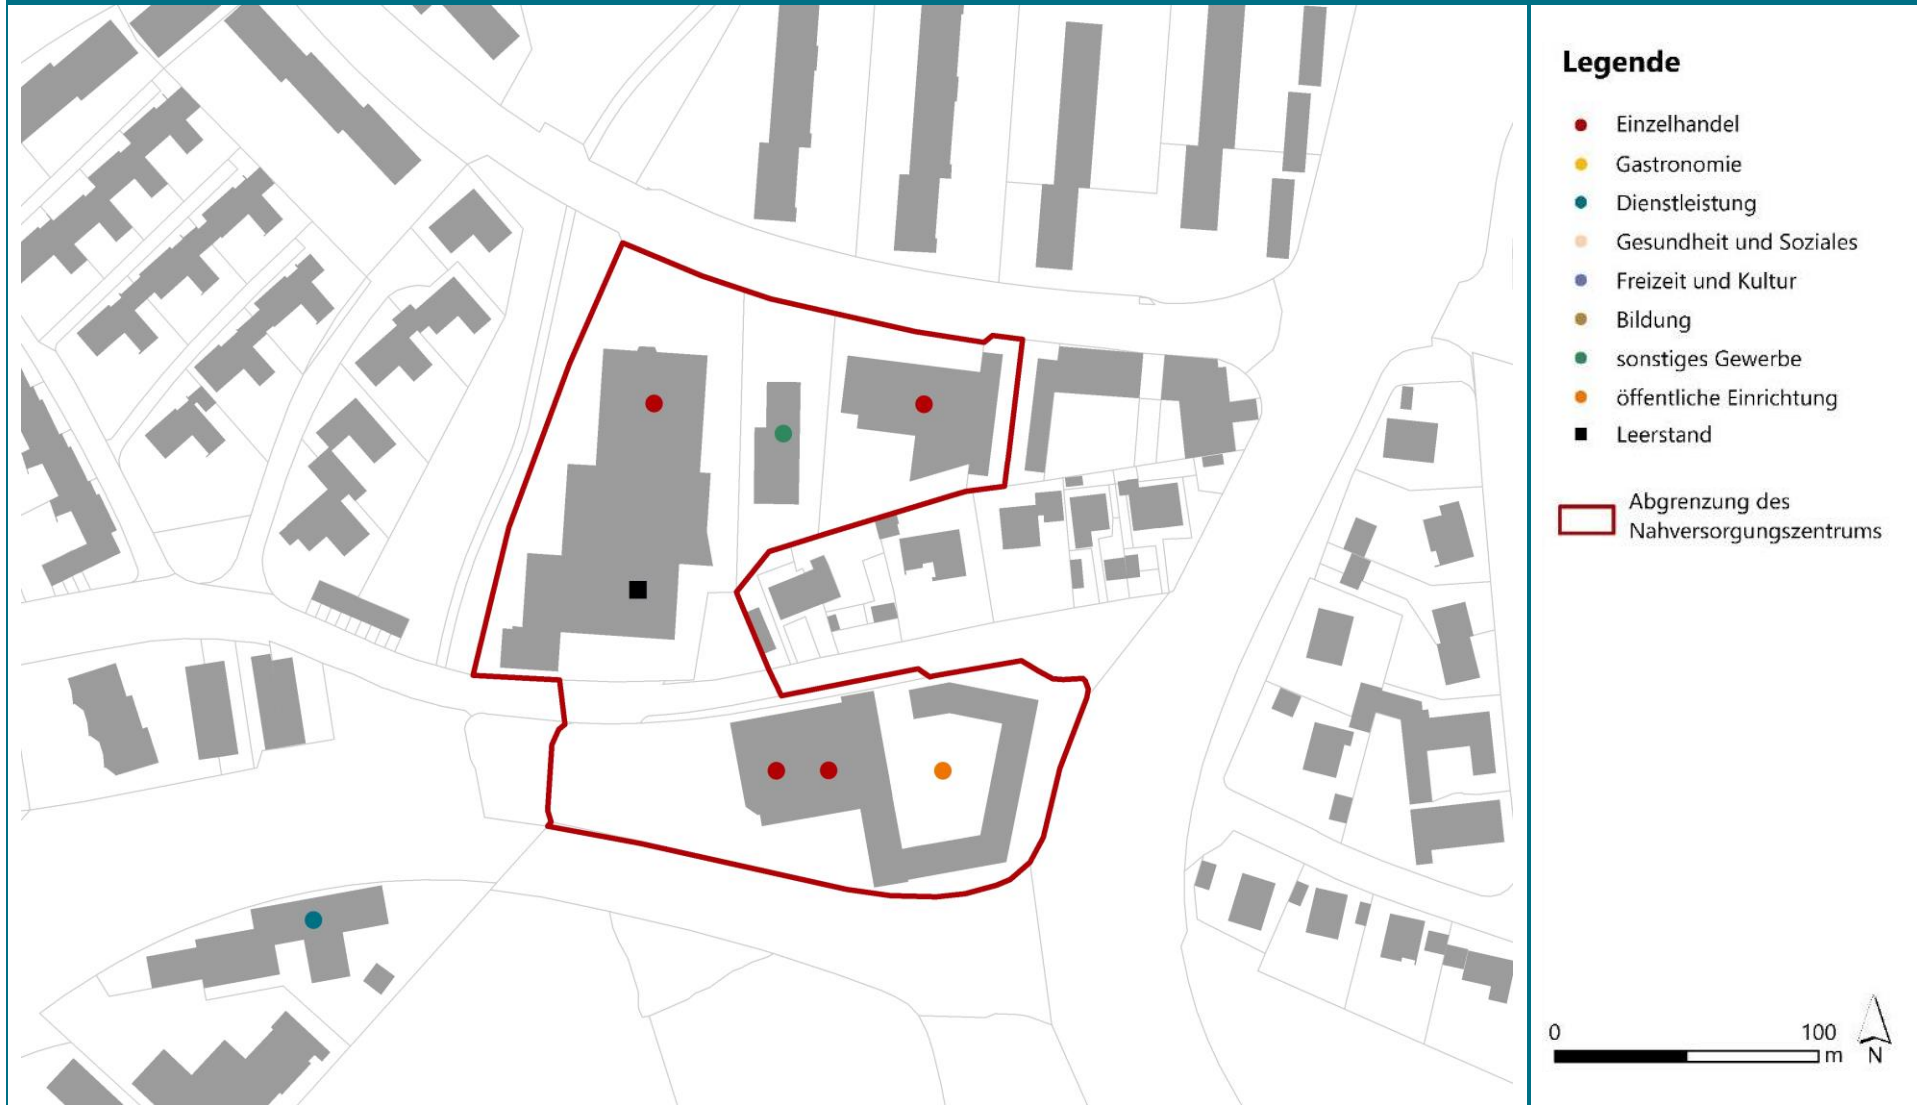 Legende
Einzelhandel
Gastronomie
Dienstleistung
Gesundheit und Soziales
Freizeit und Kultur
Bildung
sonstiges Gewerbe
öffentliche Einrichtung
Leerstand
Abgrenzung des
Nahversorgungszentrums
0 100
m N